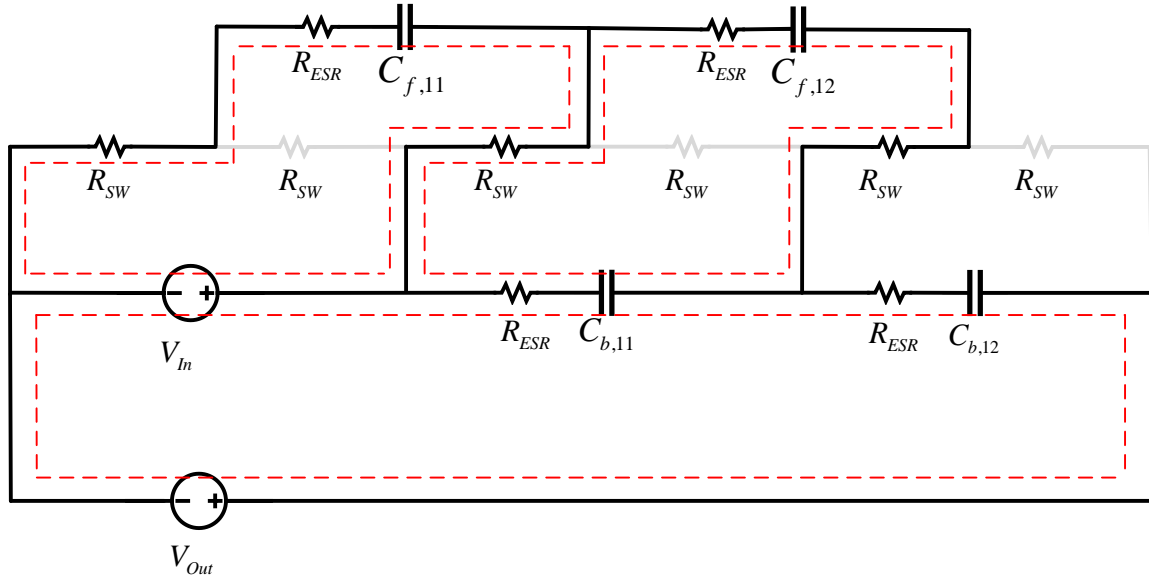 R_ESR C_f,11 R_ESR C_f,12
R_SW R_SW R_SW R_SW R_SW R_SW
− + R_ESR C_b,11 R_ESR C_b,12
V_In
− +
V_Out